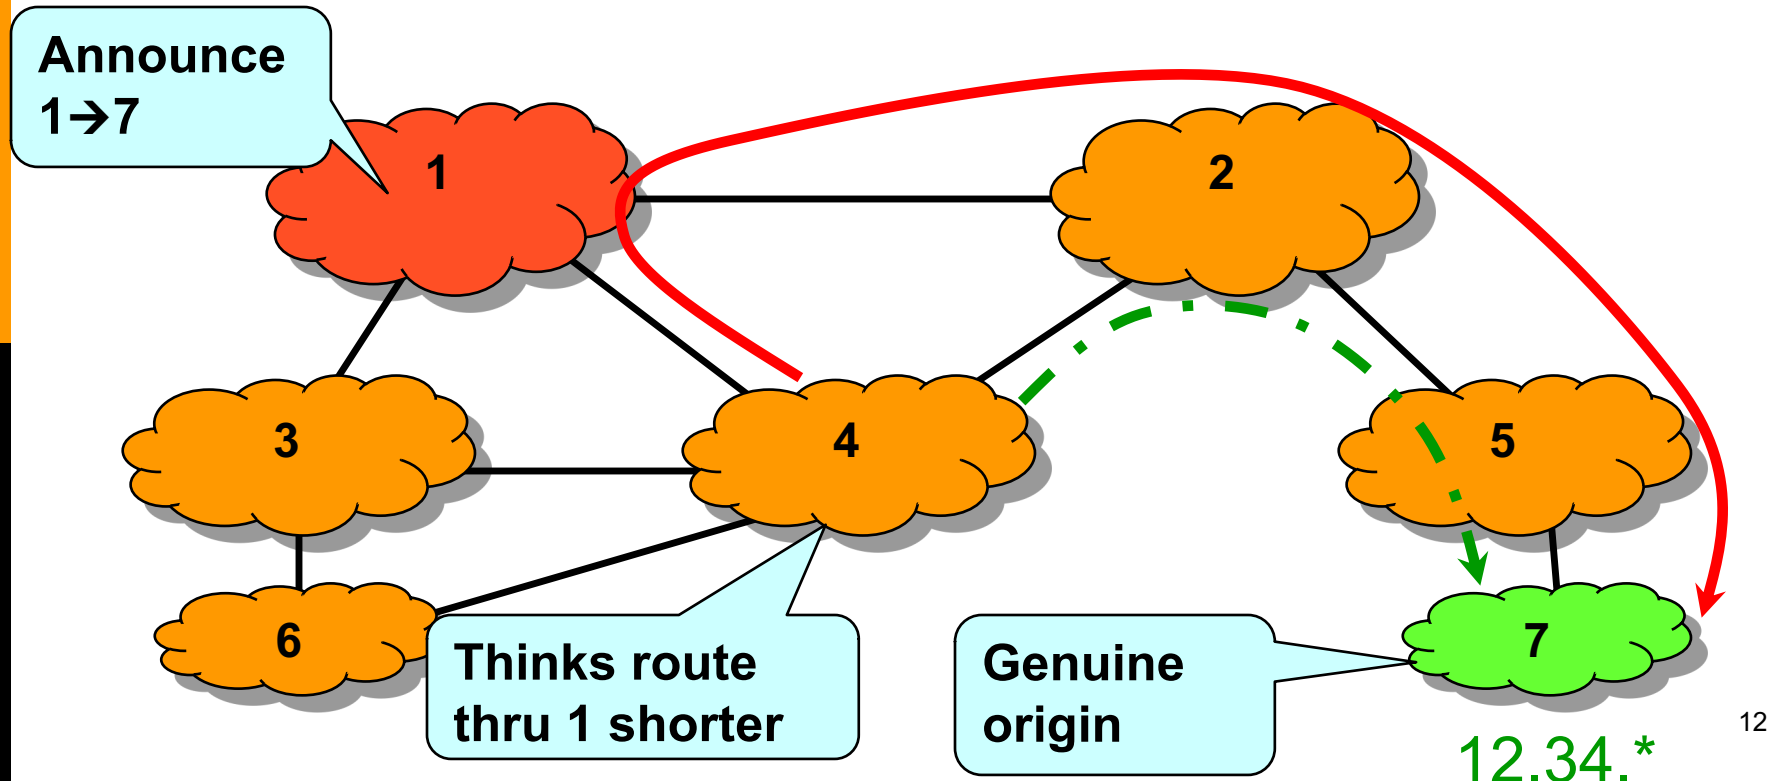 Announce
1→7
1
2
3
4
5
6
7
Thinks route
thru 1 shorter
Genuine
origin
12
12.34.*